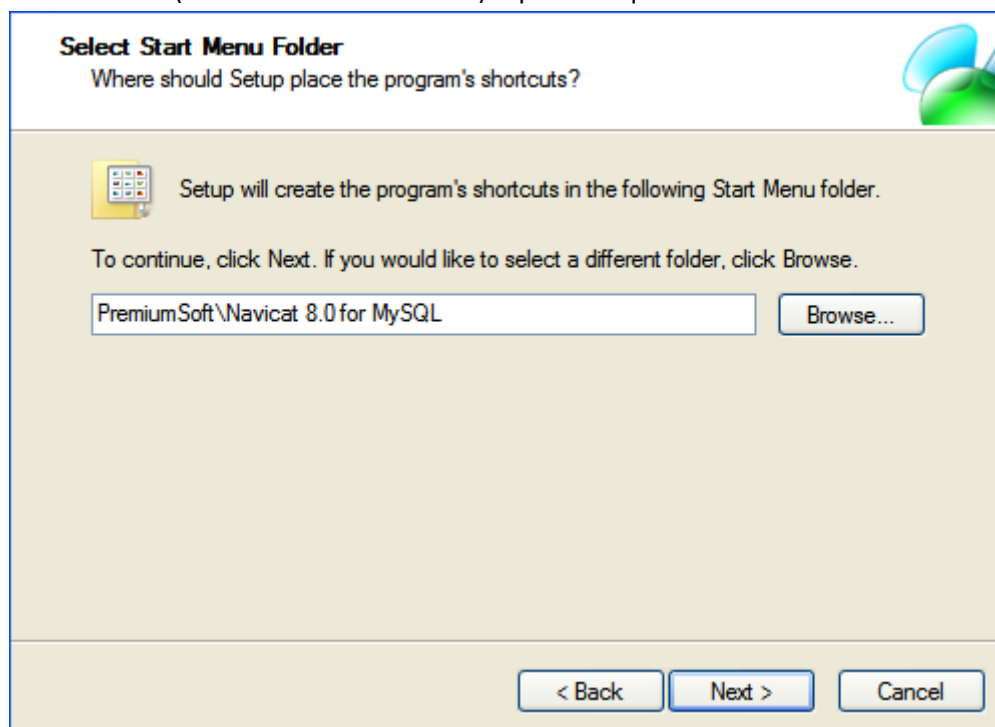 Select Start Menu Folder
Where should Setup place the program's shortcuts?
Setup will create the program's shortcuts in the following Start Menu folder.
To continue, click Next. If you would like to select a different folder, click Browse.
PremiumSoft\Navicat 8.0 for MySQL
Browse...
< Back
Next >
Cancel